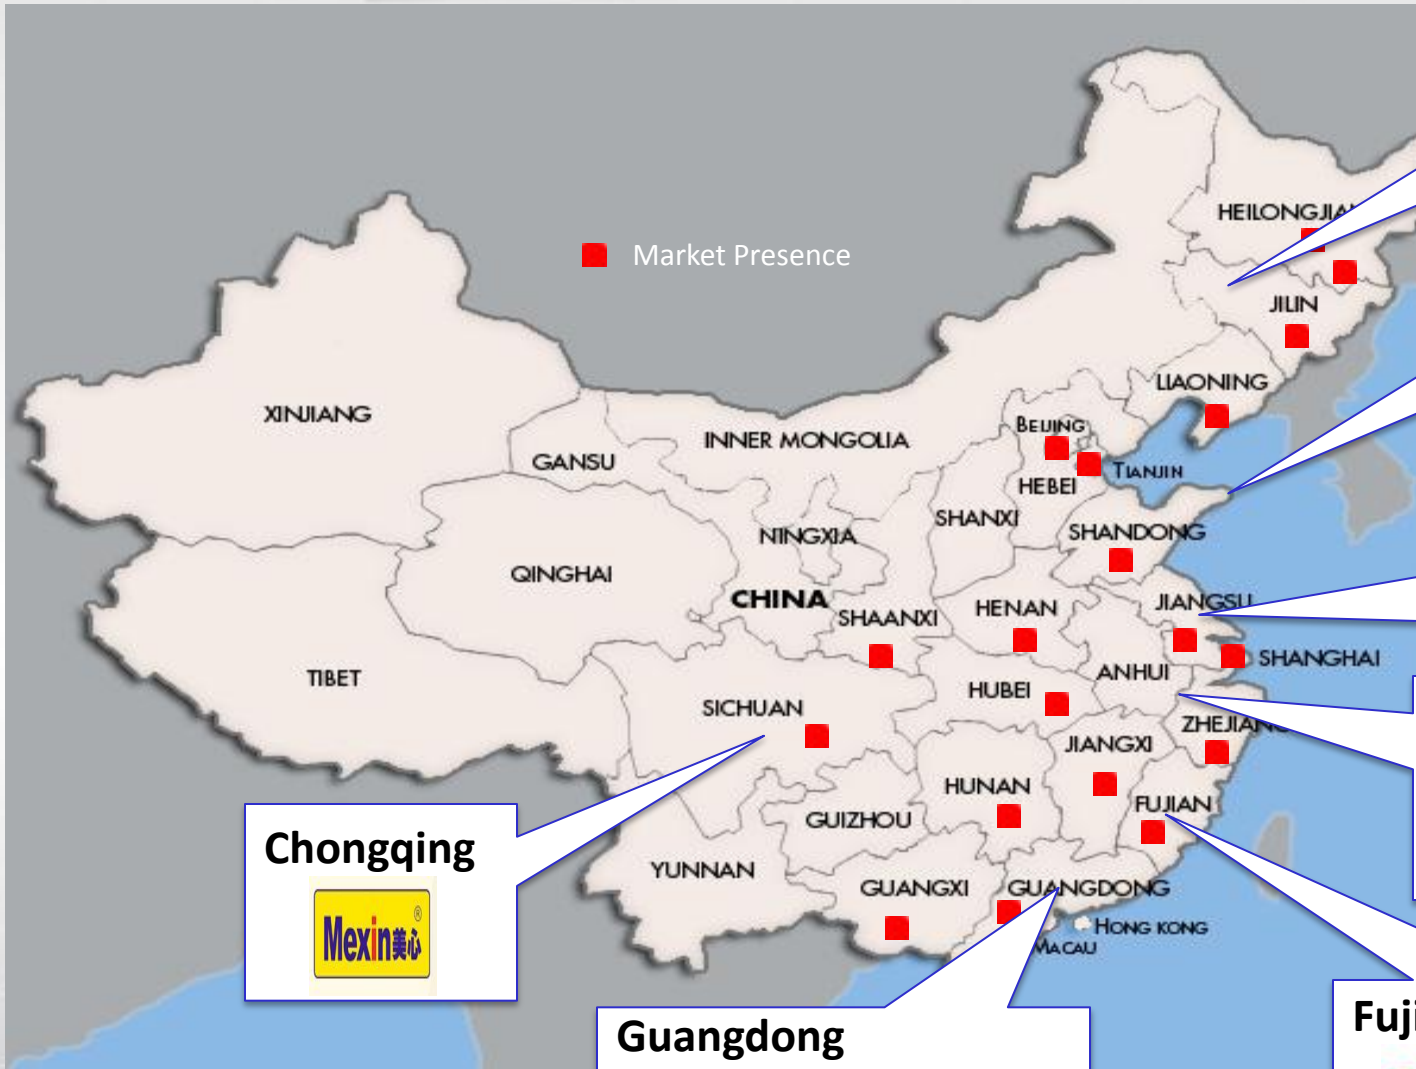 HEILONGJIA
Market Presence
JILIN
LIAONING
XINJIANG
BEIJING
INNER MONGOLIA
GANSU
TIANJIN
HEBEI
SHANXI
SHANDONG
NINGXIA
QINGHAI
CHINA
JIANGSU
HENAN
SHAANXI
SHANGHAI
ANHUI
TIBET
HUBEI
SICHUAN
ZHEJIANG
JIANGXI
HUNAN
FUJIAN
GUIZHOU
Chongqing
YUNNAN
GUANGXI
GUANGDONG
HONG KONG
Mexin美心®
MACAU
Guangdong
Fuji